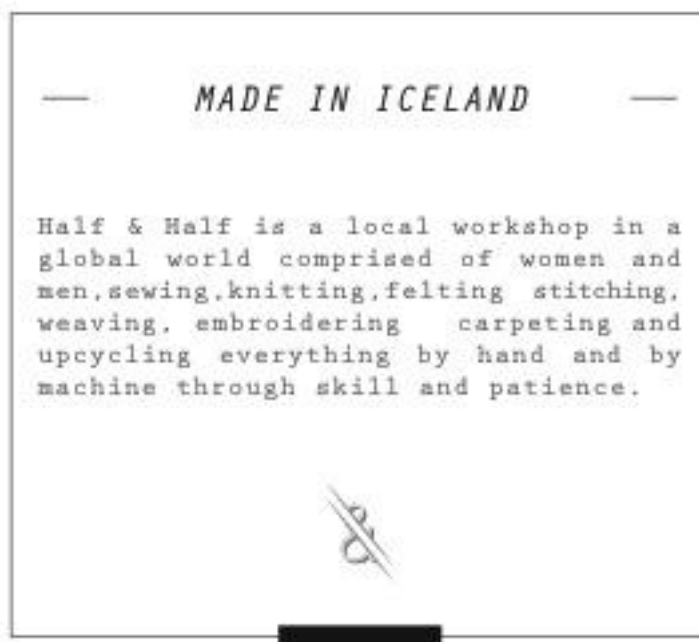 — MADE IN ICELAND —
Half & Half is a local workshop in a
global world comprised of women and
men,sewing,knitting,felting stitching,
weaving, embroidering carpeting and
upcycling everything by hand and by
machine through skill and patience.
&